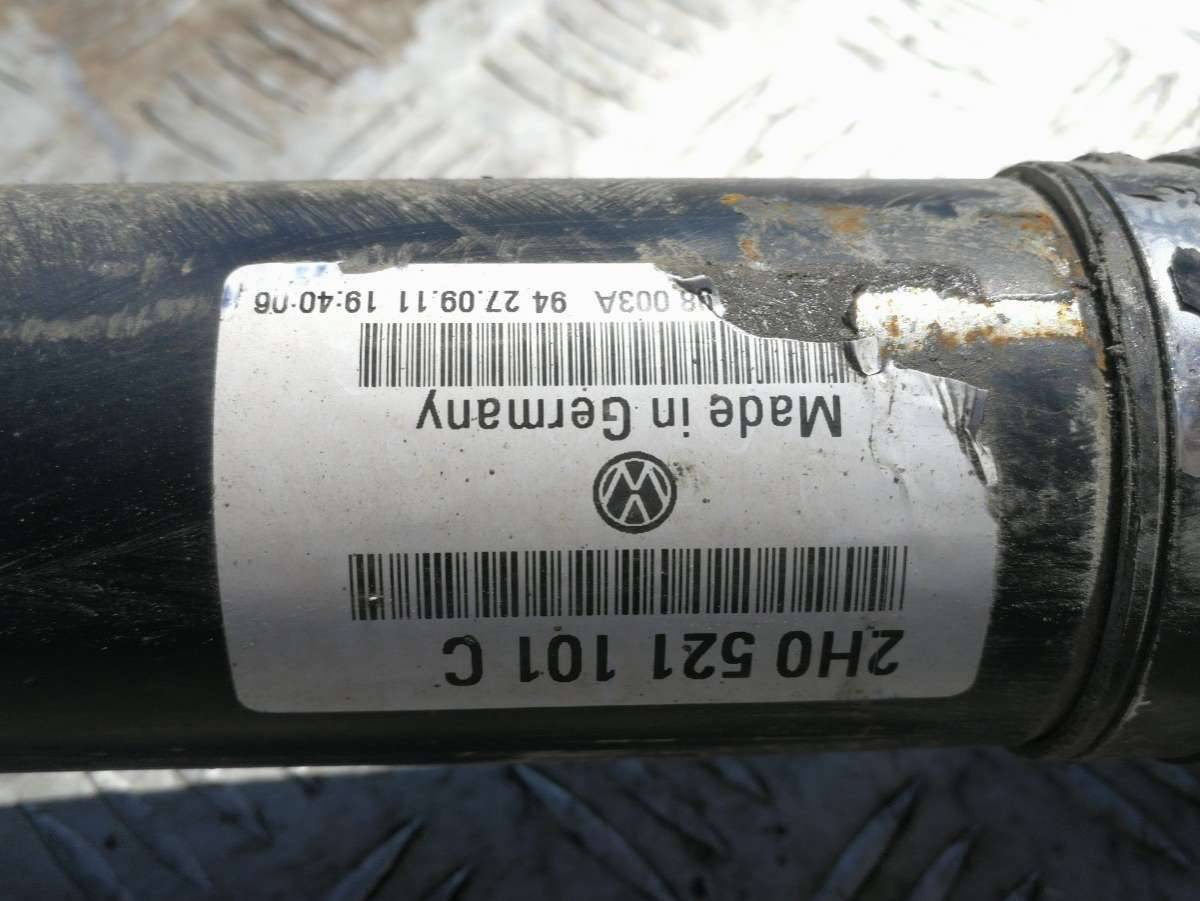 2H0 521 101 C
Made in Germany
003A 94 27.09.11 19:40:06